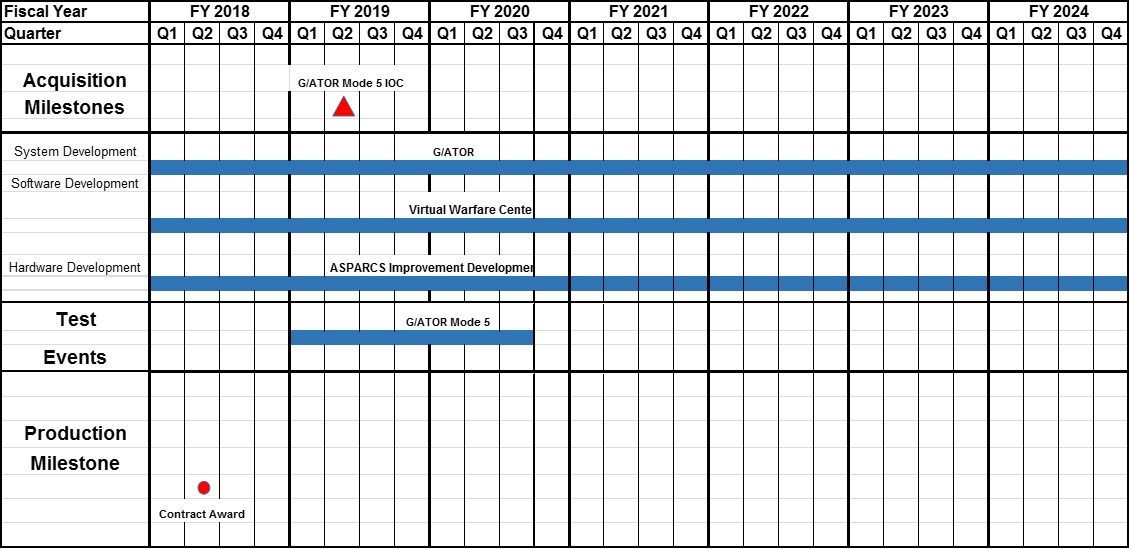 Fiscal Year FY 2018 FY 2019 FY 2020 FY 2021 FY 2022 FY 2023 FY 2024
Quarter Q1 Q2 Q3 Q4 Q1 Q2 Q3 Q4 Q1 Q2 Q3 Q4 Q1 Q2 Q3 Q4 Q1 Q2 Q3 Q4 Q1 Q2 Q3 Q4 Q1 Q2 Q3 Q4
Acquisition
Milestones
G/ATOR Mode 5 IOC
System Development
G/ATOR
Software Development
Virtual Warfare Cente
Hardware Development
ASPARCS Improvement Developmen
Test
Events
G/ATOR Mode 5
Production
Milestone
Contract Award